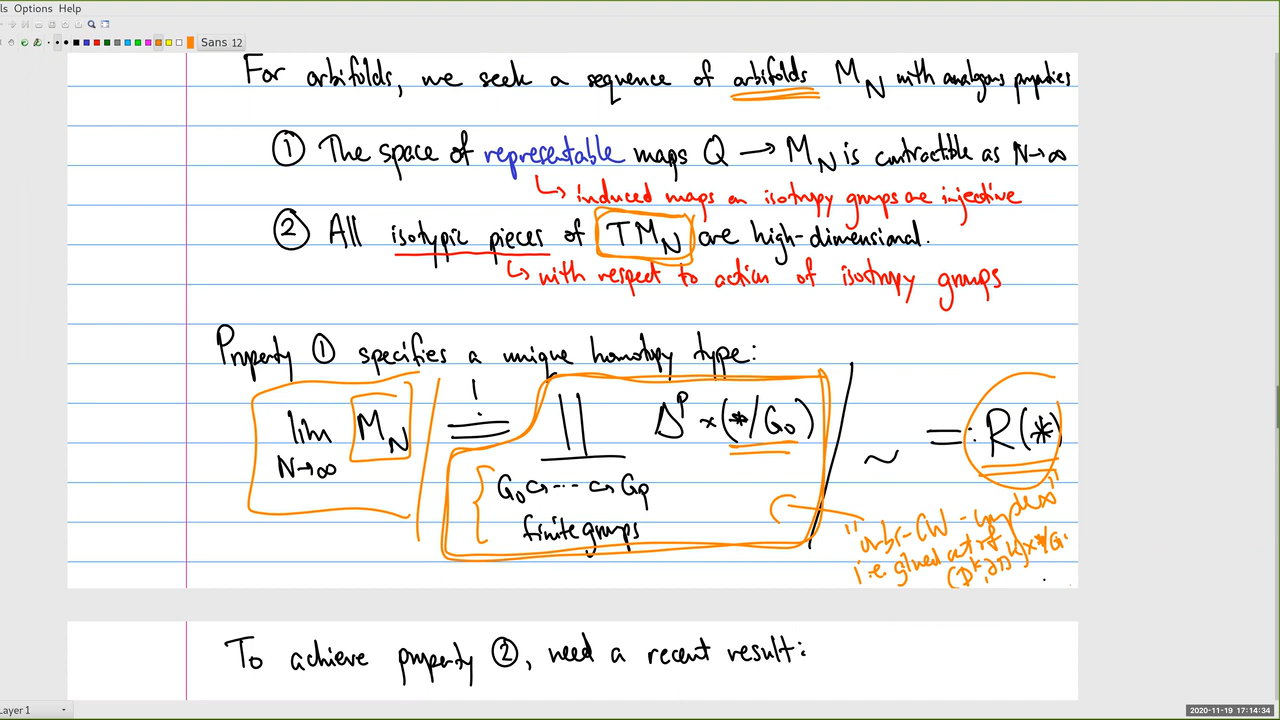 ls Options Help
Sans 12
For orbifolds, we seek a sequence of orbifolds M_N with analogous properties
① The space of representable maps Q → M_N is contractible as N→∞
↳ induced maps on isotropy groups are injective
② All isotypic pieces of TM_N are high-dimensional.
↳ with respect to action of isotropy groups
Property ① specifies a unique homotopy type:
lim M_N ≐ ∐ Δ^p × (*/G_0) / ~ =: R(*)
N→∞
G_0 ↪ ··· ↪ G_p
finite groups
"orbi-CW-complex"
i.e. glued out of
(D^k, ∂D^k) × */G
To achieve property ②, need a recent result:
Layer 1
2020-11-19 17:14:34